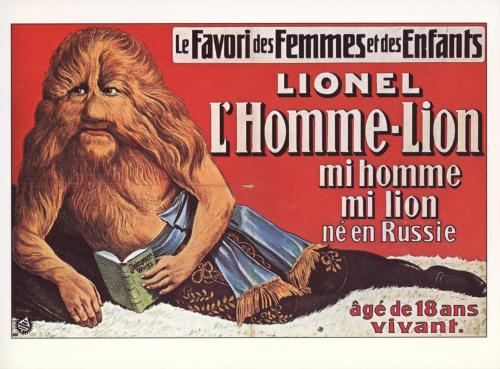 Le Favori des Femmes et des Enfants
LIONEL
L'Homme-Lion
mi homme
mi lion
né en Russie
âgé de 18 ans
vivant.